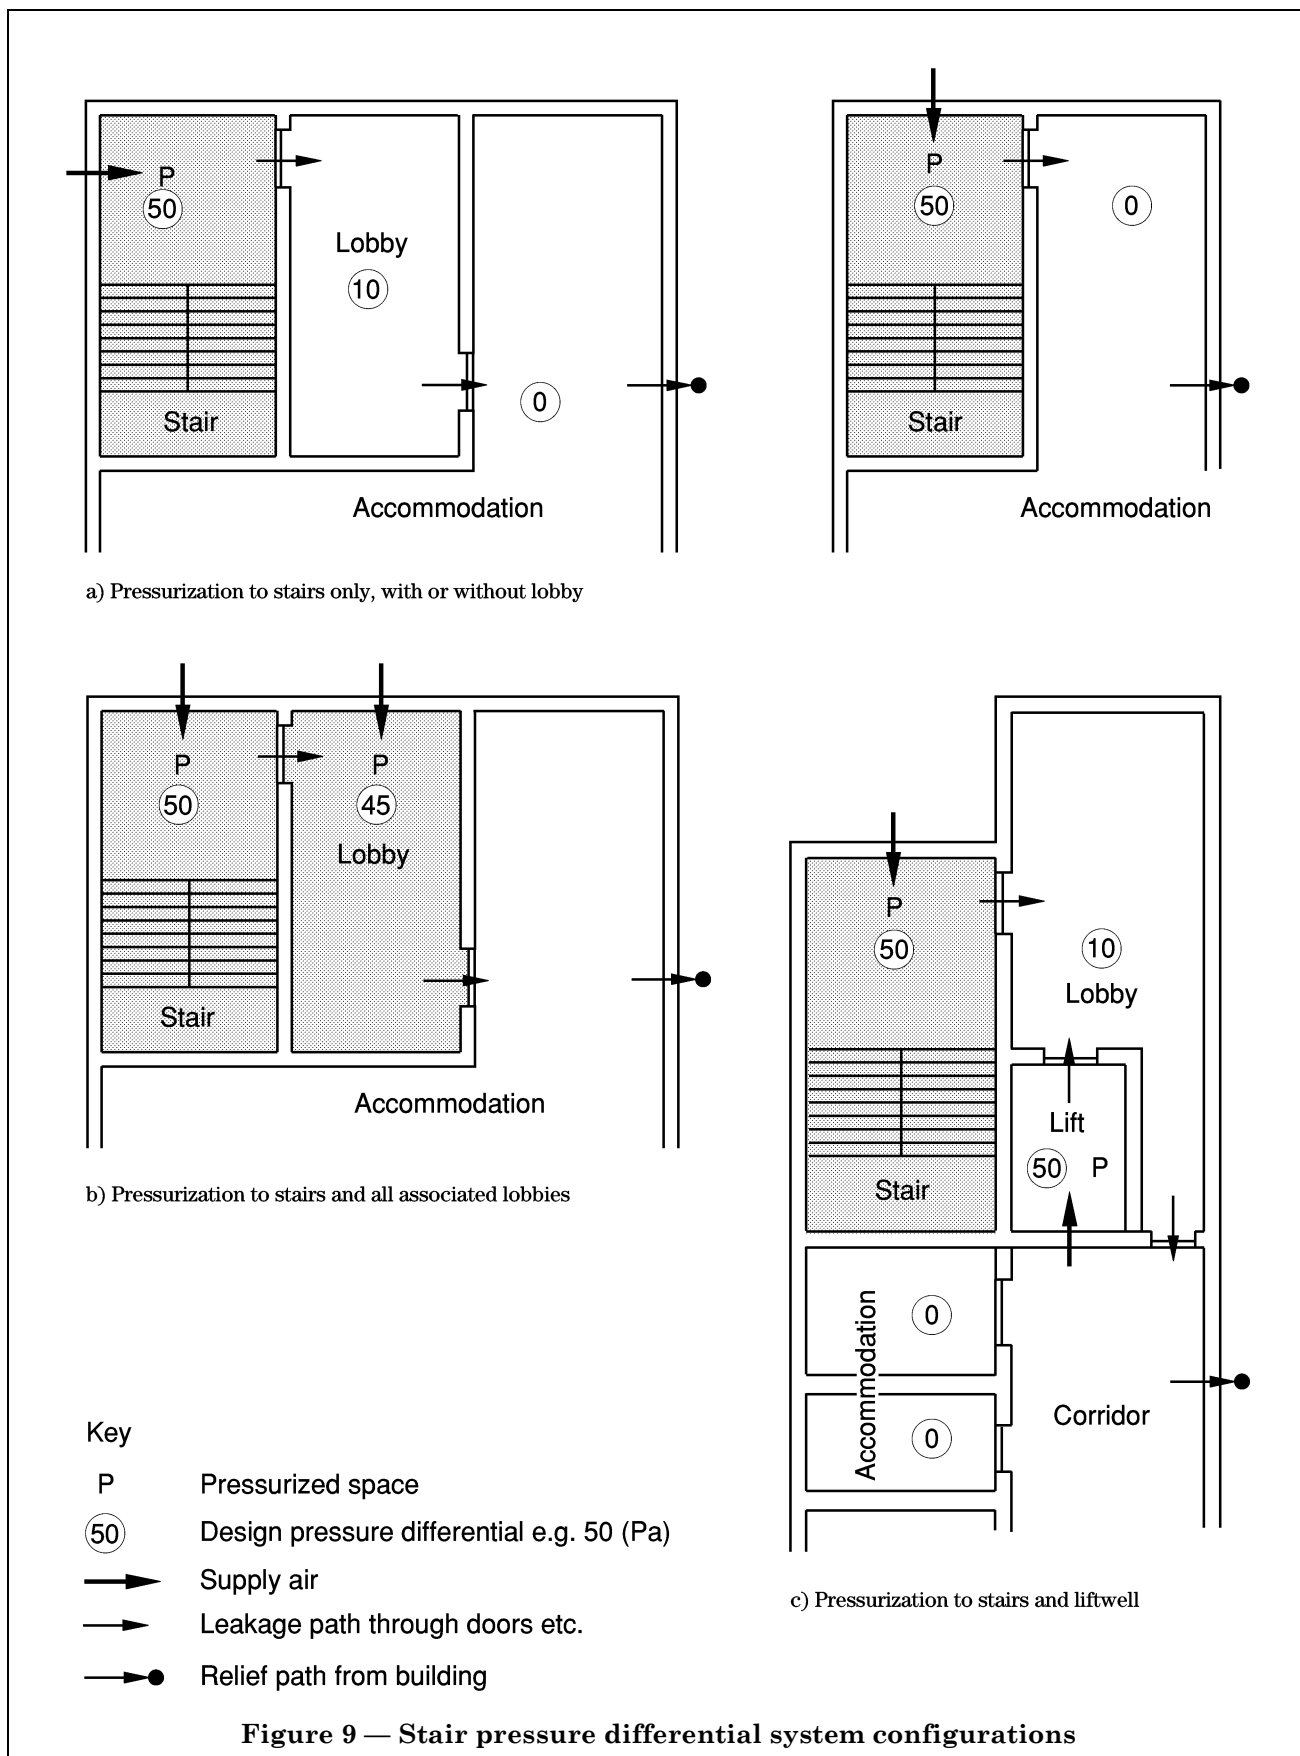 P
50
Lobby
10
0
Stair
Accommodation
P
50
0
Stair
Accommodation
a) Pressurization to stairs only, with or without lobby
P
50
P
45
Lobby
Stair
Accommodation
b) Pressurization to stairs and all associated lobbies
P
50
10
Lobby
Lift
50 P
Stair
Accommodation
0
0
Corridor
c) Pressurization to stairs and liftwell
Key
P Pressurized space
50 Design pressure differential e.g. 50 (Pa)
Supply air
Leakage path through doors etc.
Relief path from building
Figure 9 — Stair pressure differential system configurations